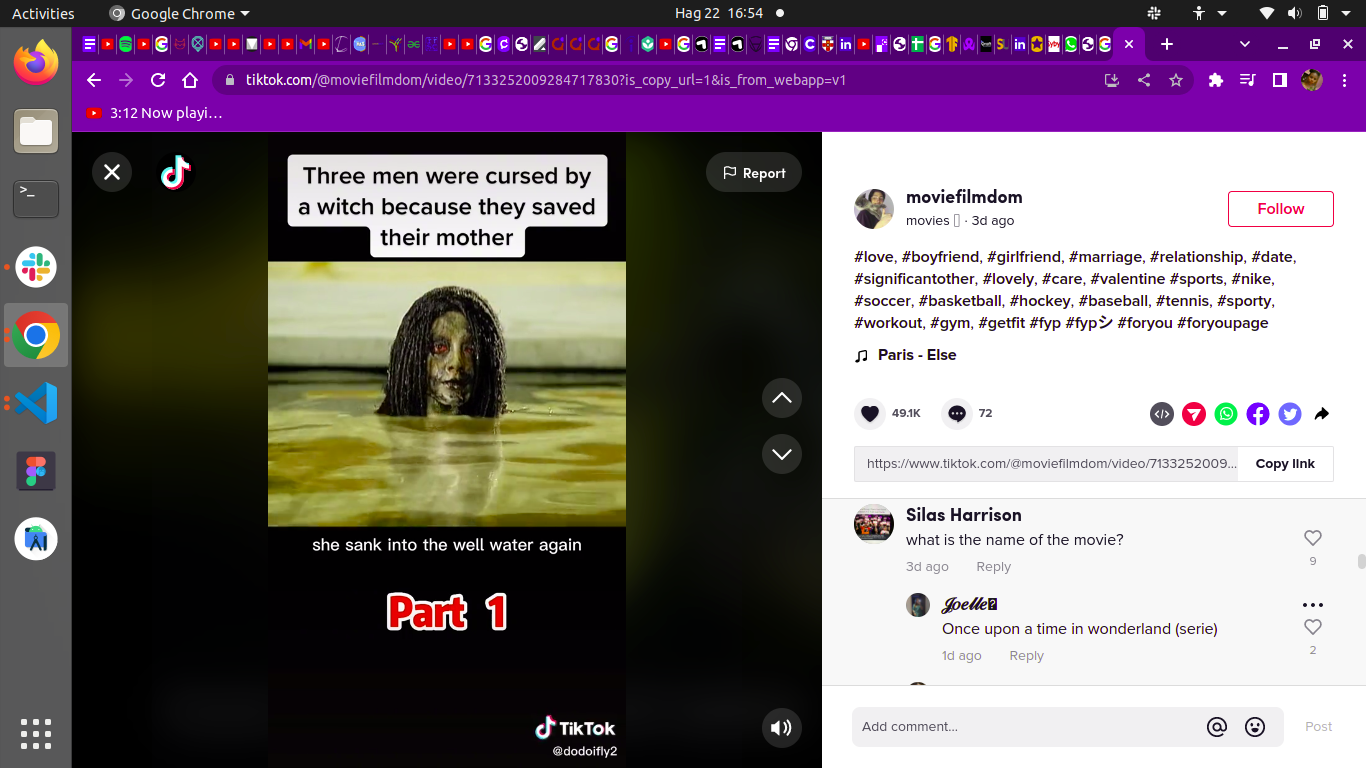 Activities
Google Chrome
Hag 22 16:54
tiktok.com/@moviefilmdom/video/7133252009284717830?is_copy_url=1&is_from_webapp=v1
3:12 Now playi…
Report
Three men were cursed by
a witch because they saved
their mother
she sank into the well water again
Part 1
TikTok
@dodoifly2
moviefilmdom
movies · 3d ago
Follow
#love, #boyfriend, #girlfriend, #marriage, #relationship, #date,
#significantother, #lovely, #care, #valentine #sports, #nike,
#soccer, #basketball, #hockey, #baseball, #tennis, #sporty,
#workout, #gym, #getfit #fyp #fypシ #foryou #foryoupage
Paris - Else
49.1K
72
https://www.tiktok.com/@moviefilmdom/video/7133252009...
Copy link
Silas Harrison
what is the name of the movie?
3d ago Reply
9
𝒥𝑜𝑒𝓁𝓁𝑒
Once upon a time in wonderland (serie)
1d ago Reply
2
Add comment...
Post